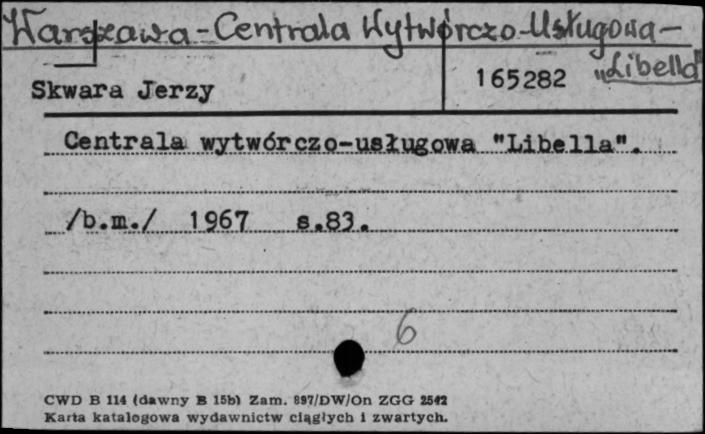 Warszawa - Centrala Wytwórczo-Usługowa -
„Libella"
Skwara Jerzy
165282
Centrala wytwórczo-usługowa "Libella".
/b.m./ 1967 s.83.
6
CWD B 114 (dawny B 15b) Zam. 897/DW/On ZGG 2542
Karta katalogowa wydawnictw ciągłych i zwartych.